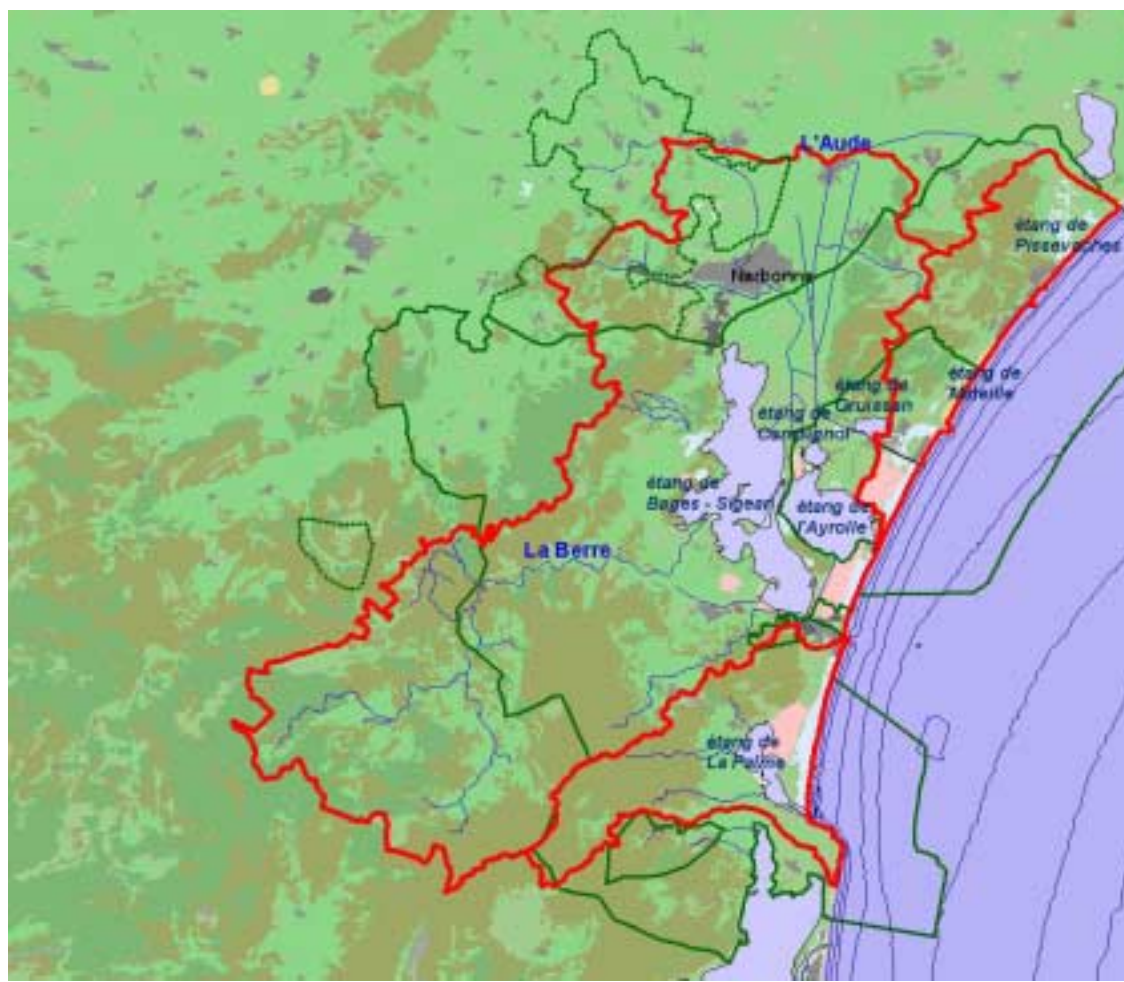 L'Aude
étang de
Pissevaches
Narbonne
étang de
Mateille
étang de
Gruissan
étang de
Campignol
étang de
Bages - Sigean
étang de
l'Ayrolle
La Berre
étang de
La Palme